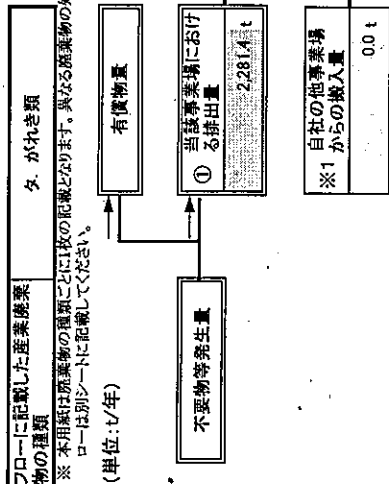 フローに記載した産業廃棄
物の種類
タ. がれき類
※ 本用紙は廃棄物の種類ごとに1枚の記載となります。異なる廃棄物の
ローは別シートに記載してください。
(単位:t/年)
有償物量
不要物等発生量
① 当該事業場におけ
る排出量
2,281.4 t
自社の他事業場
※1 からの搬入量
0.0 t